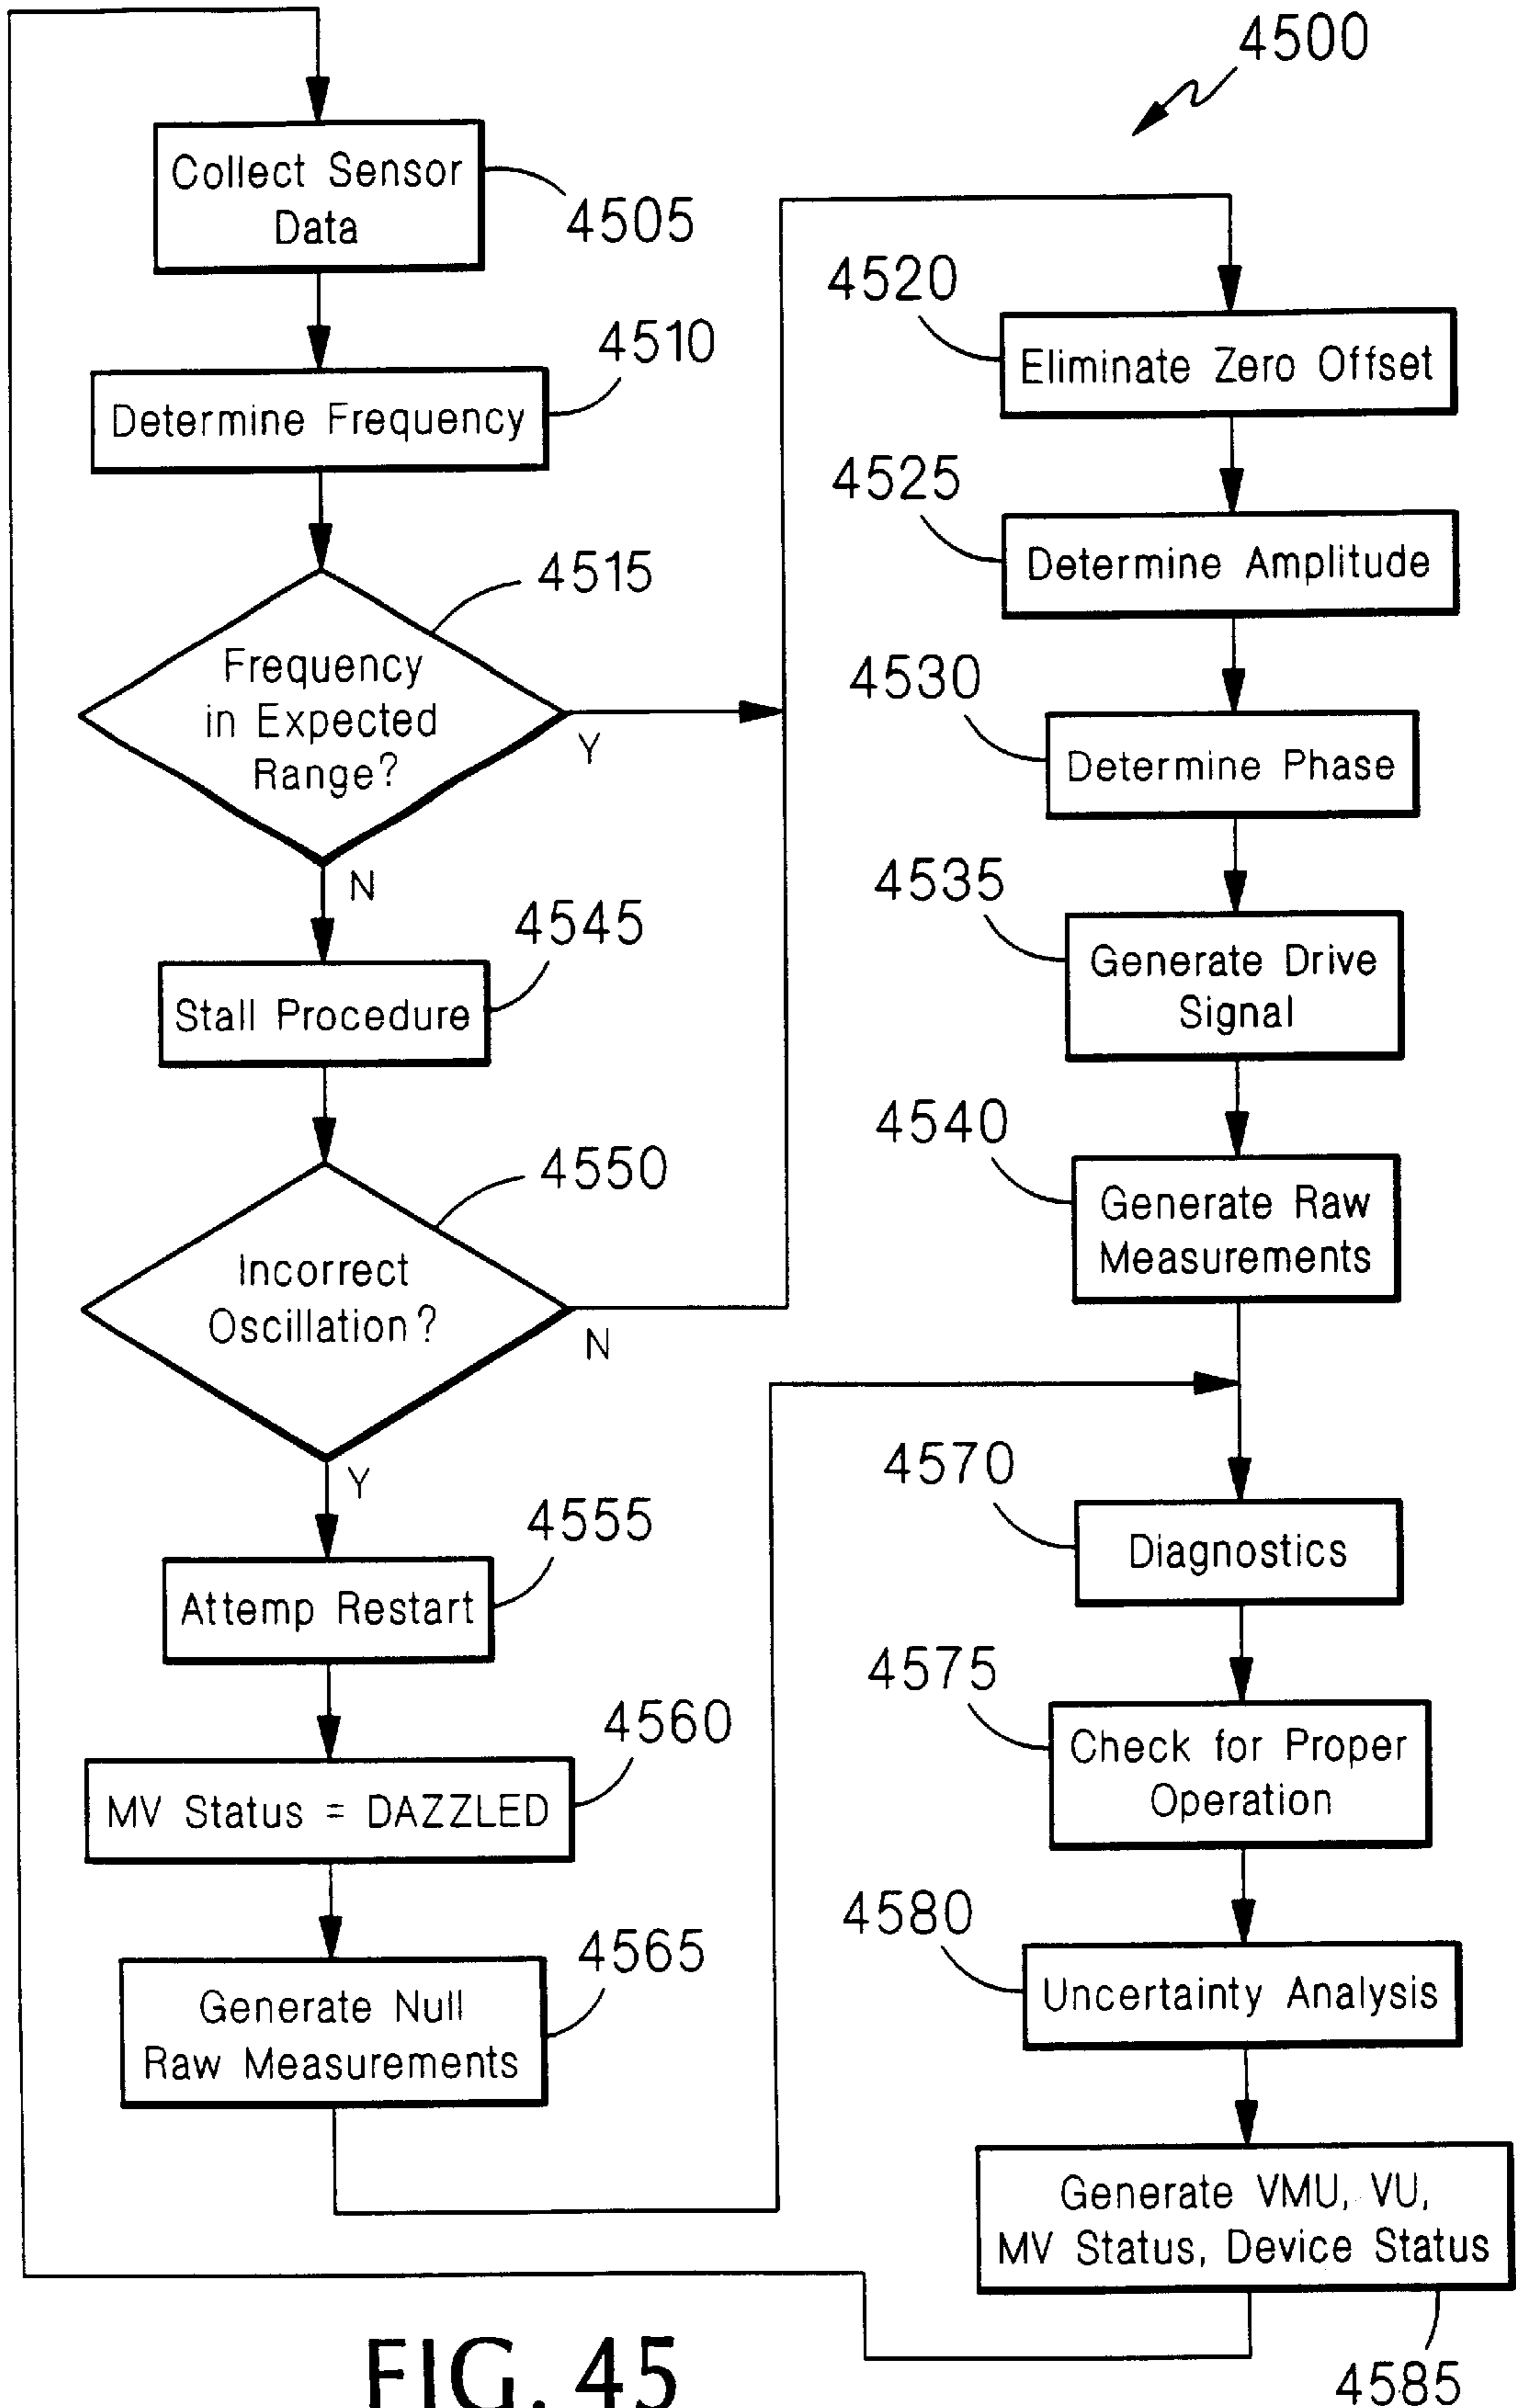 4500
Collect Sensor
Data
4505
4510
Determine Frequency
4515
Frequency
in Expected
Range?
Y
N
4545
Stall Procedure
4550
Incorrect
Oscillation?
N
Y
4555
Attemp Restart
4560
MV Status = DAZZLED
4565
Generate Null
Raw Measurements
4520
Eliminate Zero Offset
4525
Determine Amplitude
4530
Determine Phase
4535
Generate Drive
Signal
4540
Generate Raw
Measurements
4570
Diagnostics
4575
Check for Proper
Operation
4580
Uncertainty Analysis
Generate VMU, VU,
MV Status, Device Status
4585
FIG. 45